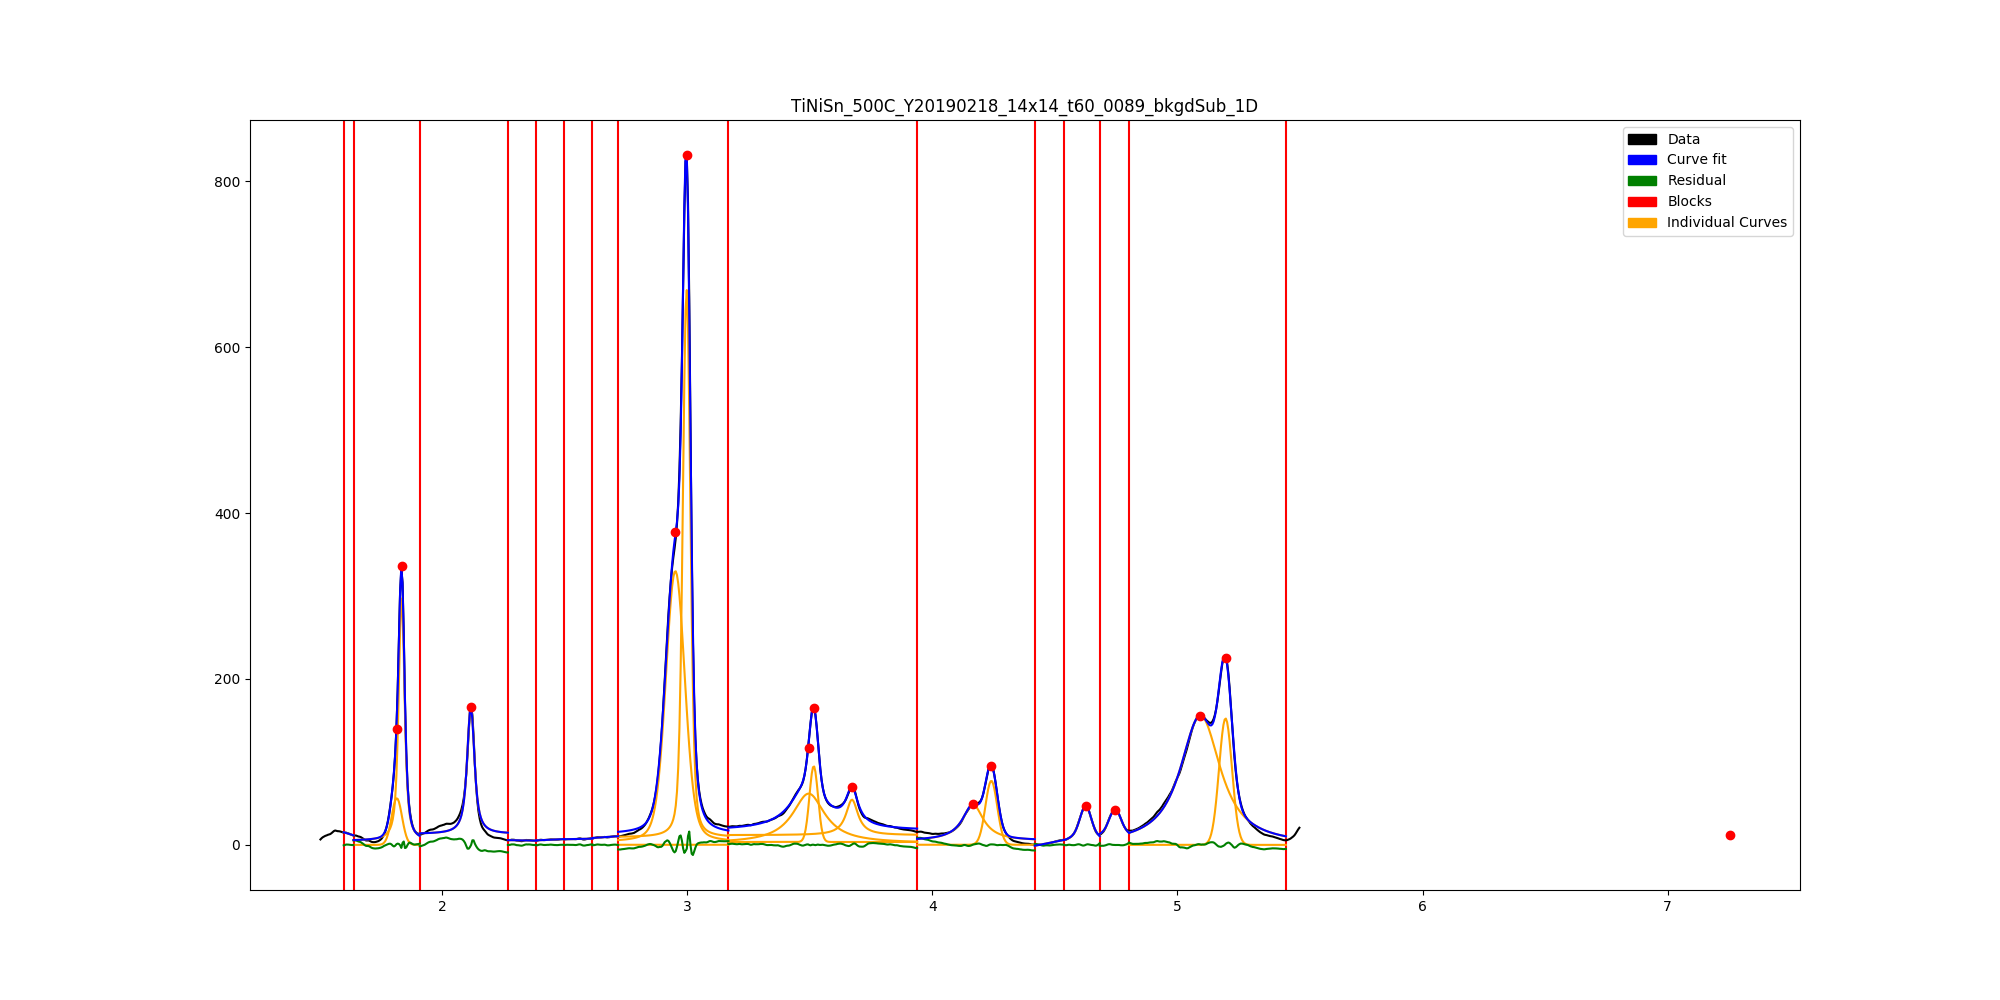 TiNiSn_500C_Y20190218_14x14_t60_0089_bkgdSub_1D
Data
Curve fit
Residual
Blocks
Individual Curves
800
600
400
200
0
2 3 4 5 6 7